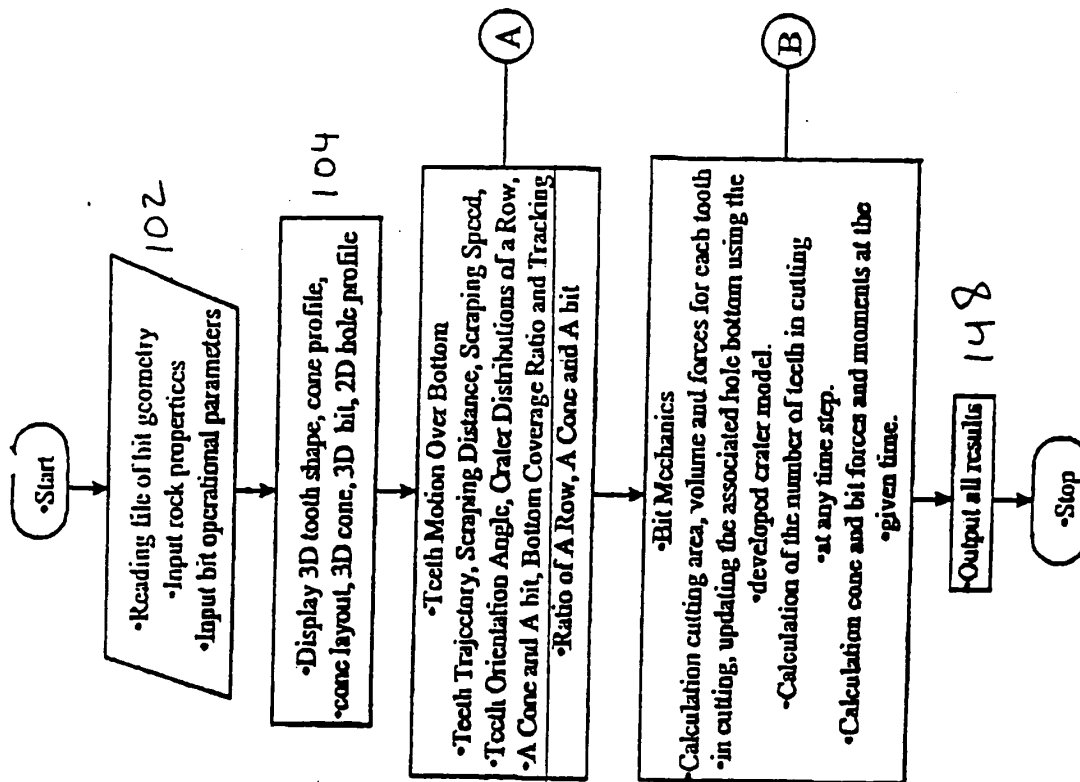 •Start
•Reading file of bit geometry
•Input rock properties
•Input bit operational parameters
102
•Display 3D tooth shape, cone profile,
•cone layout, 3D cone, 3D bit, 2D hole profile
104
•Teeth Motion Over Bottom
•Teeth Trajectory, Scraping Distance, Scraping Speed,
•Teeth Orientation Angle, Crater Distributions of a Row,
•A Cone and A bit, Bottom Coverage Ratio and Tracking
•Ratio of A Row, A Cone and A bit
A
•Bit Mechanics
•Calculation cutting area, volume and forces for each tooth
•in cutting, updating the associated hole bottom using the
•developed crater model.
•Calculation of the number of teeth in cutting
•at any time step.
•Calculation cone and bit forces and moments at the
•given time.
B
•Output all results
148
•Stop